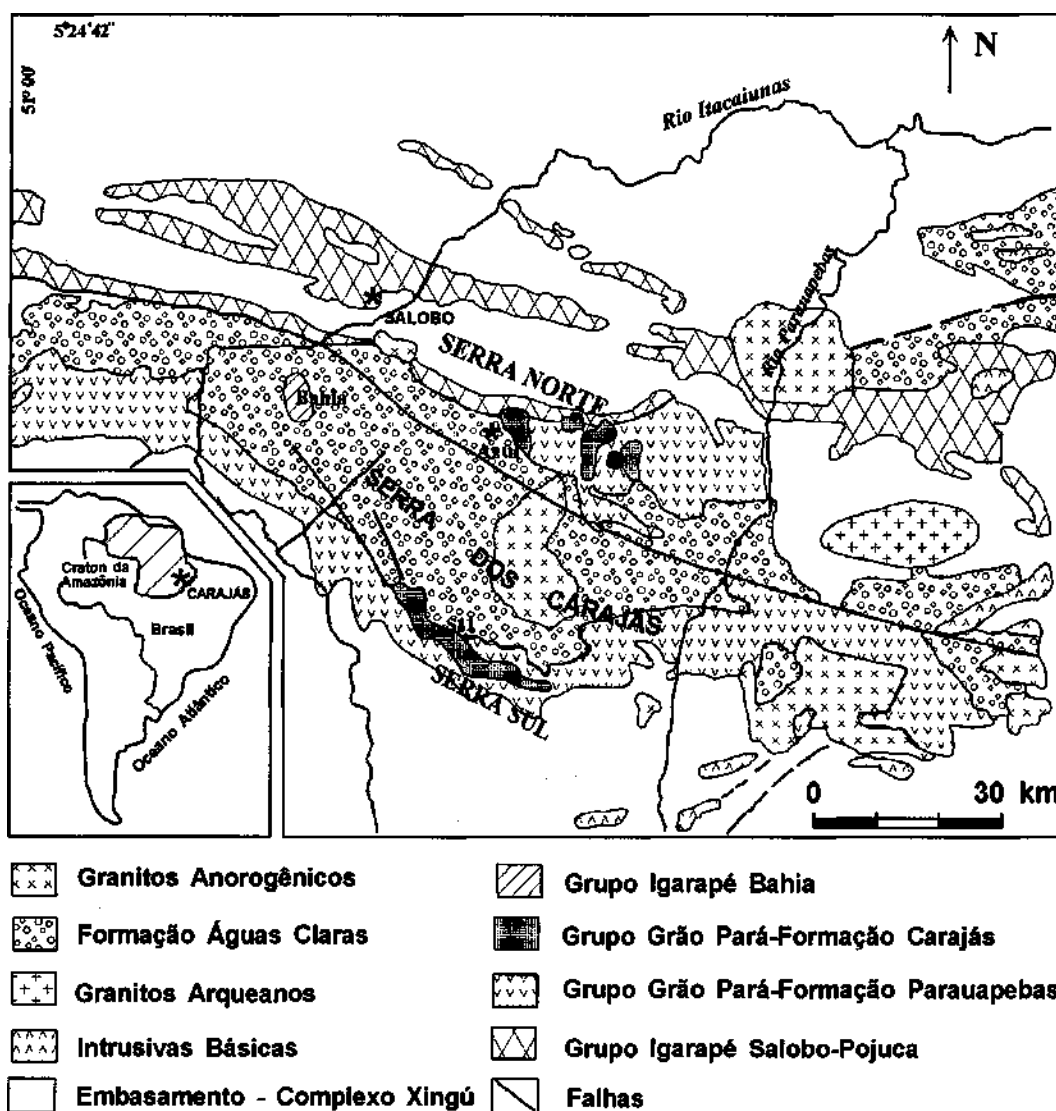 5°24'42"
51º 00'
N
Rio Itacaiunas
Rio Parauapebas
SALOBO
SERRA NORTE
Bahia
Azul
SERRA
DOS
CARAJÁS
S11
SERRA SUL
Craton da
Amazônia
CARAJÁS
Brasil
Oceano Pacífico
Oceano Atlântico
0 30 km
Granitos Anorogênicos
Formação Águas Claras
Granitos Arqueanos
Intrusivas Básicas
Embasamento - Complexo Xingú
Grupo Igarapé Bahia
Grupo Grão Pará-Formação Carajás
Grupo Grão Pará-Formação Parauapebas
Grupo Igarapé Salobo-Pojuca
Falhas